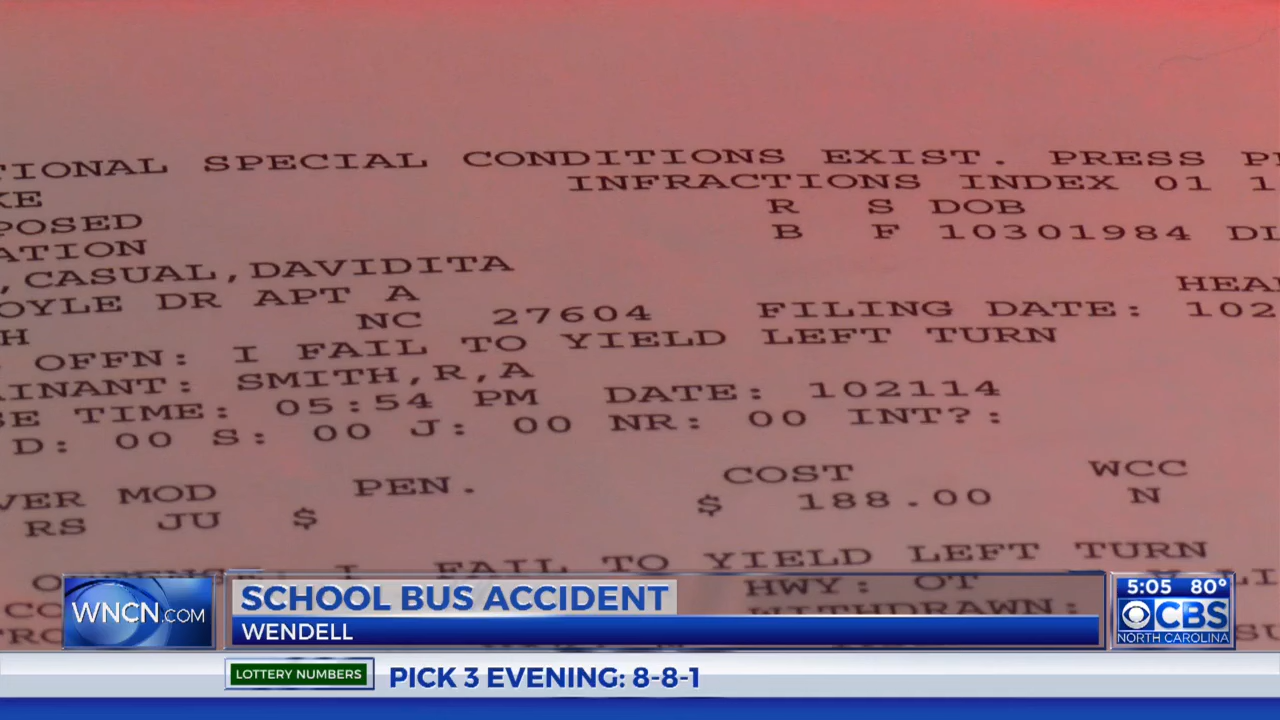 TIONAL SPECIAL CONDITIONS EXIST. PRESS
KE INFRACTIONS INDEX 01 1
POSED R S DOB
ATION B F 10301984
,CASUAL,DAVIDITA
OYLE DR APT A
H NC 27604 FILING DATE: 102
OFFN: I FAIL TO YIELD LEFT TURN
AINANT: SMITH,R,A
SE TIME: 05:54 PM DATE: 102114
D: 00 S: 00 J: 00 NR: 00 INT?:
VER MOD PEN. COST WCC
RS JU $ $ 188.00 N
I FAIL TO YIELD LEFT TURN
HWY: OT
WITHDRAWN:
WNCN.COM
SCHOOL BUS ACCIDENT
WENDELL
5:05 80°
CBS
NORTH CAROLINA
LOTTERY NUMBERS
PICK 3 EVENING: 8-8-1